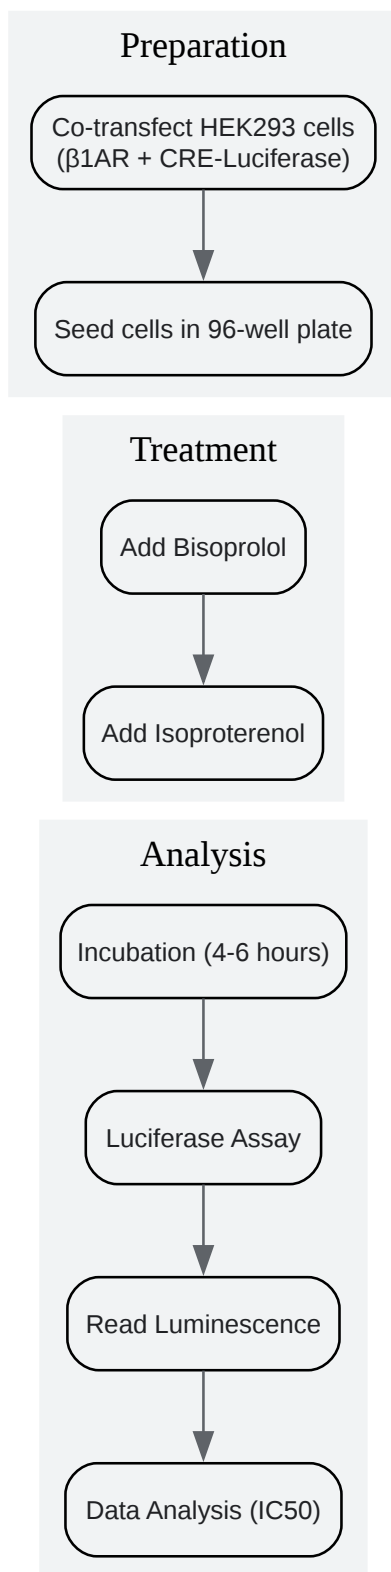 Preparation
Co-transfect HEK293 cells
(β1AR + CRE-Luciferase)
Seed cells in 96-well plate
Treatment
Add Bisoprolol
Add Isoproterenol
Analysis
Incubation (4-6 hours)
Luciferase Assay
Read Luminescence
Data Analysis (IC50)